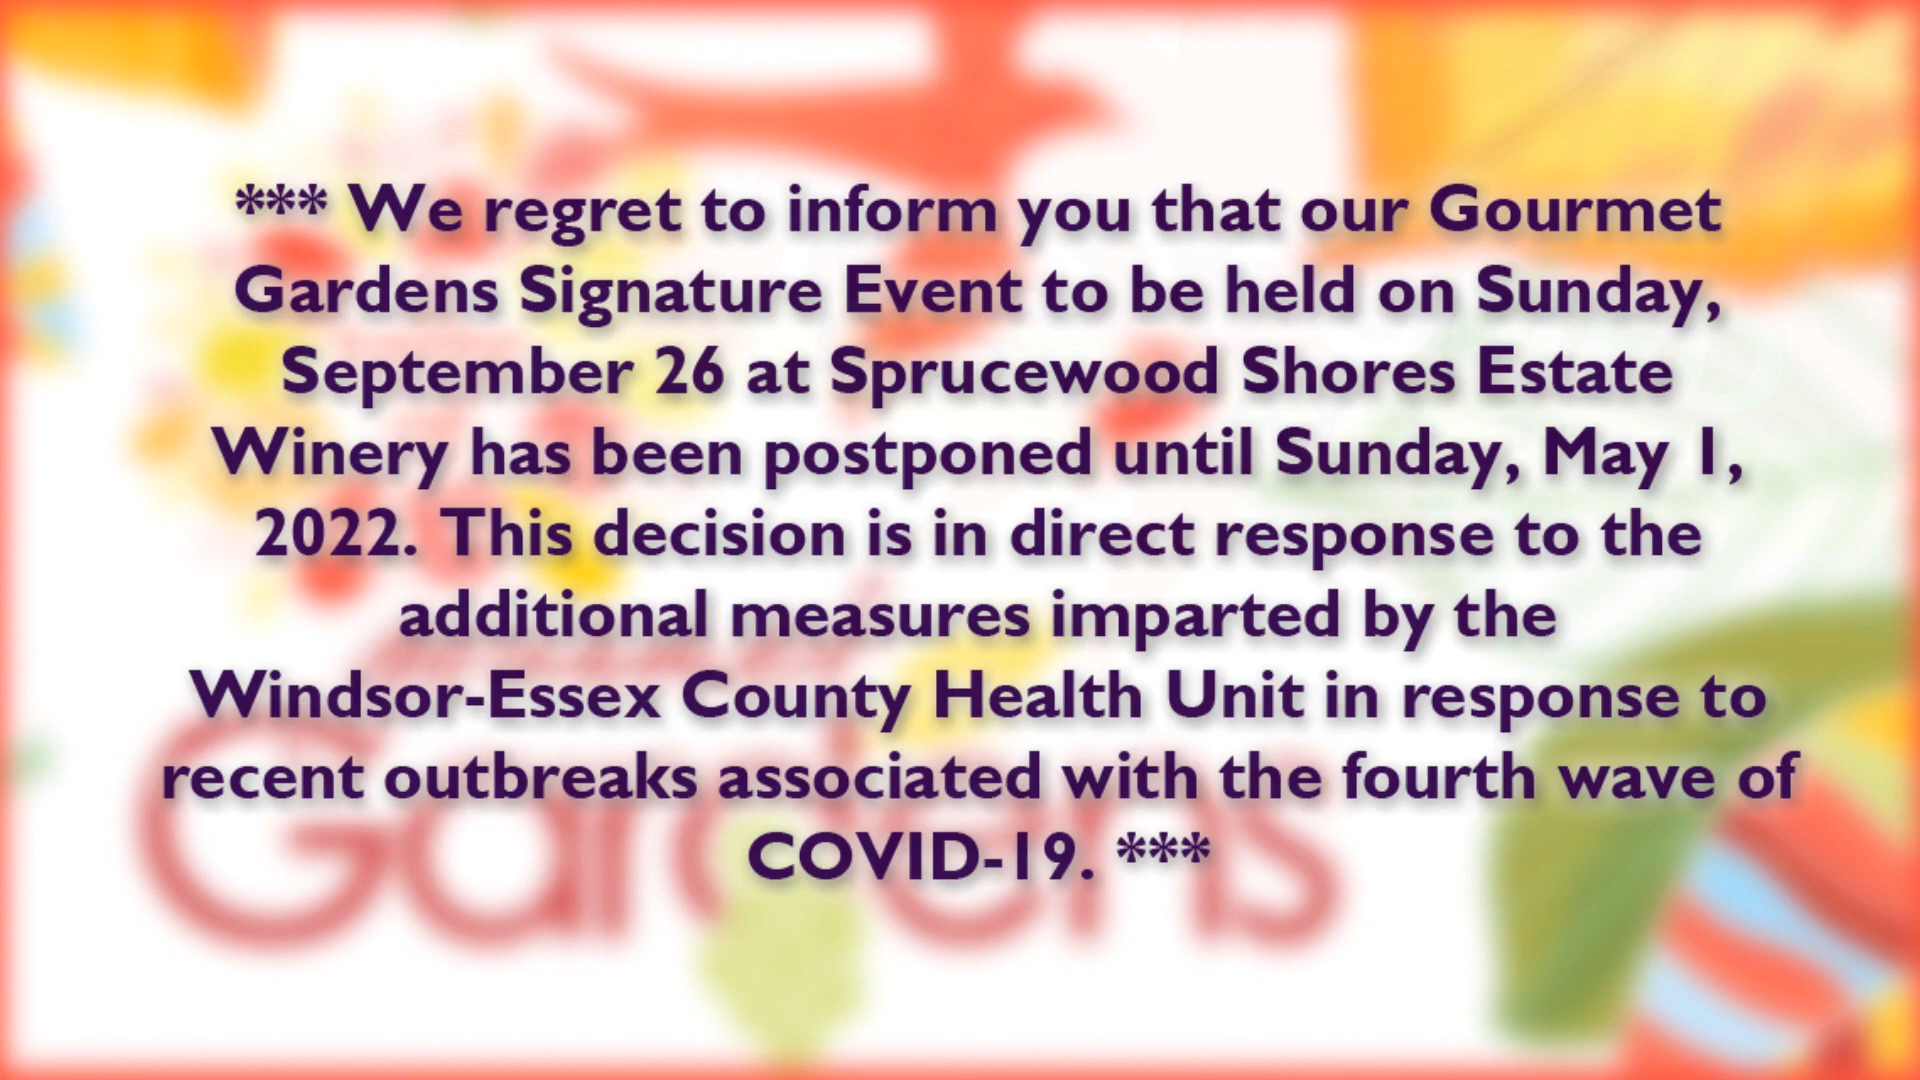 *** We regret to inform you that our Gourmet
Gardens Signature Event to be held on Sunday,
September 26 at Sprucewood Shores Estate
Winery has been postponed until Sunday, May 1,
2022. This decision is in direct response to the
additional measures imparted by the
Windsor-Essex County Health Unit in response to
recent outbreaks associated with the fourth wave of
COVID-19. ***
Gardens